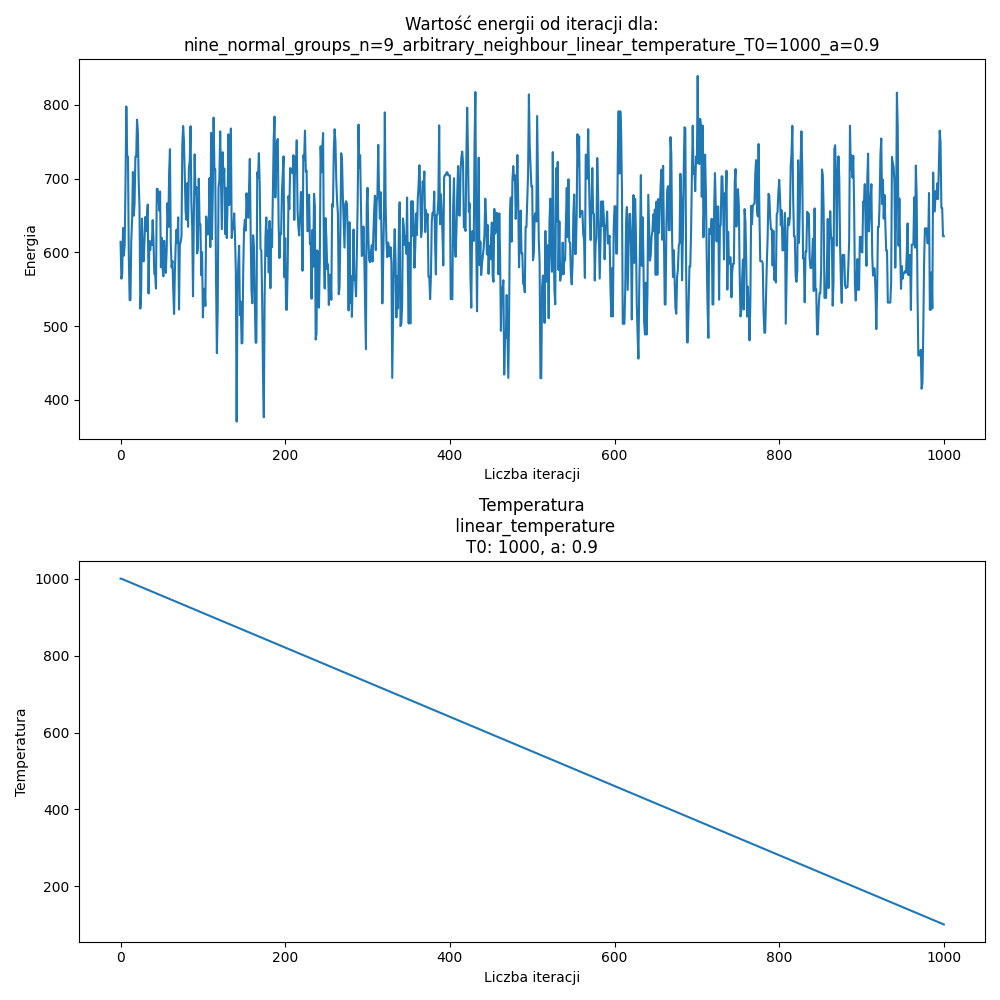 Wartość energii od iteracji dla:
nine_normal_groups_n=9_arbitrary_neighbour_linear_temperature_T0=1000_a=0.9
800
700
600
500
400
Energia
0
200
400
600
800
1000
Liczba iteracji
Temperatura
linear_temperature
T0: 1000, a: 0.9
1000
800
600
400
200
Temperatura
0
200
400
600
800
1000
Liczba iteracji